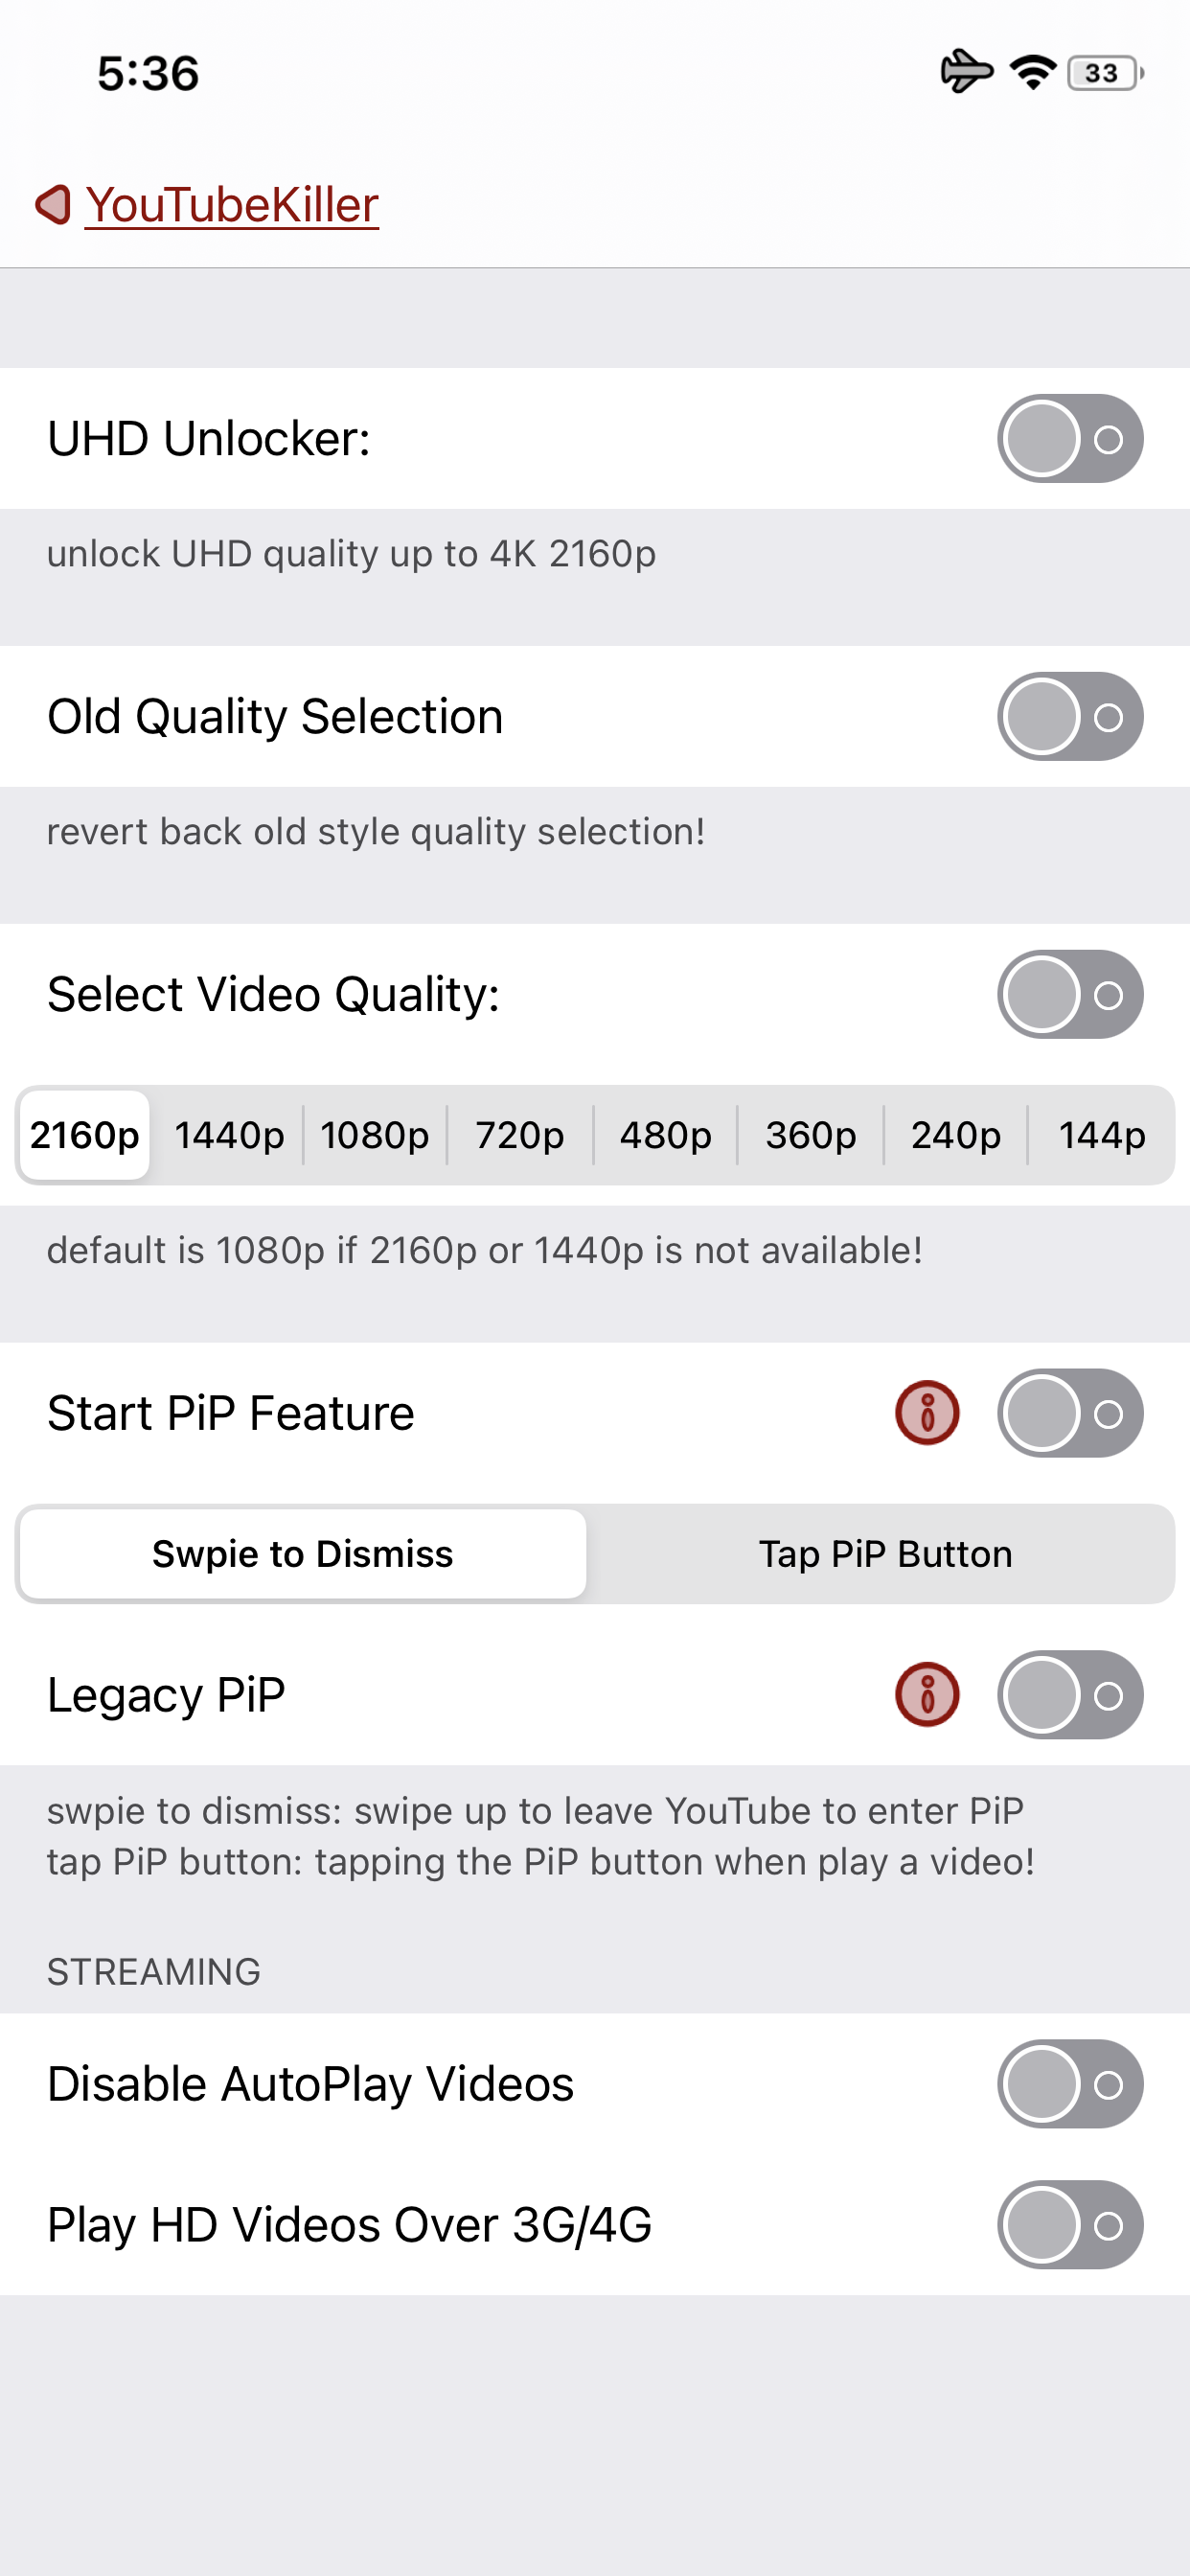 5:36
33
YouTubeKiller
UHD Unlocker:
unlock UHD quality up to 4K 2160p
Old Quality Selection
revert back old style quality selection!
Select Video Quality:
2160p 1440p 1080p 720p 480p 360p 240p 144p
default is 1080p if 2160p or 1440p is not available!
Start PiP Feature
Swpie to Dismiss Tap PiP Button
Legacy PiP
swpie to dismiss: swipe up to leave YouTube to enter PiP
tap PiP button: tapping the PiP button when play a video!
STREAMING
Disable AutoPlay Videos
Play HD Videos Over 3G/4G